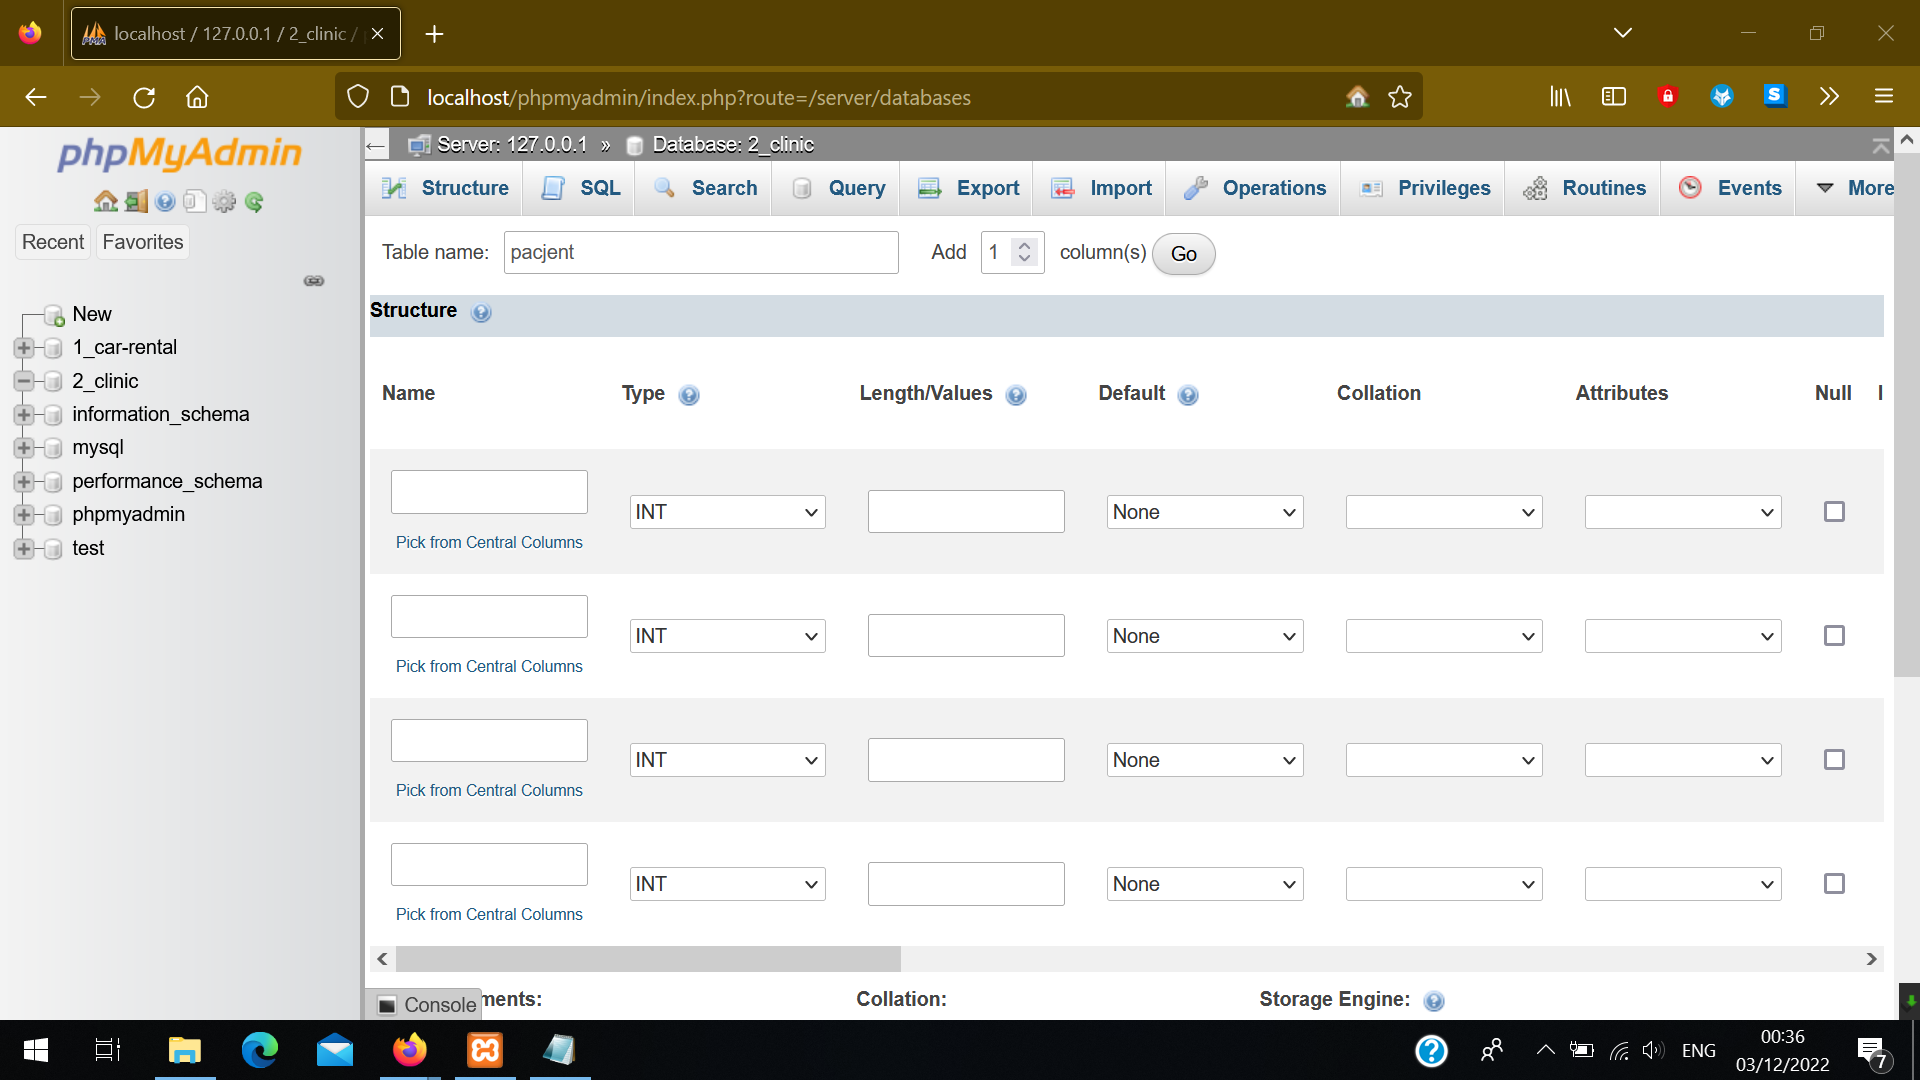 localhost / 127.0.0.1 / 2_clinic /
localhost/phpmyadmin/index.php?route=/server/databases
phpMyAdmin
Recent Favorites
New
1_car-rental
2_clinic
information_schema
mysql
performance_schema
phpmyadmin
test
Server: 127.0.0.1 » Database: 2_clinic
Structure SQL Search Query Export Import Operations Privileges Routines Events More
Table name: pacjent Add 1 column(s) Go
Structure
Name Type Length/Values Default Collation Attributes Null I
INT None
Pick from Central Columns
INT None
Pick from Central Columns
INT None
Pick from Central Columns
INT None
Pick from Central Columns
Console ments: Collation: Storage Engine:
ENG
00:36
03/12/2022
7